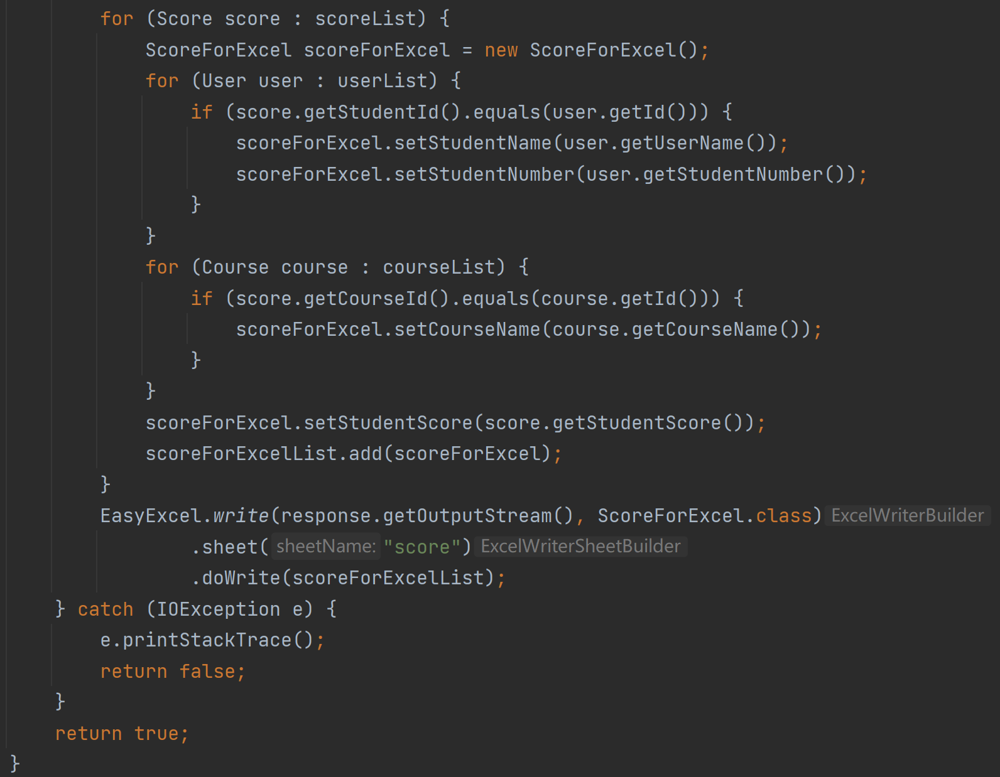 for (Score score : scoreList) {
ScoreForExcel scoreForExcel = new ScoreForExcel();
for (User user : userList) {
if (score.getStudentId().equals(user.getId())) {
scoreForExcel.setStudentName(user.getUserName());
scoreForExcel.setStudentNumber(user.getStudentNumber());
}
}
for (Course course : courseList) {
if (score.getCourseId().equals(course.getId())) {
scoreForExcel.setCourseName(course.getCourseName());
}
}
scoreForExcel.setStudentScore(score.getStudentScore());
scoreForExcelList.add(scoreForExcel);
}
EasyExcel.write(response.getOutputStream(), ScoreForExcel.class) ExcelWriterBuilder
.sheet( sheetName: "score") ExcelWriterSheetBuilder
.doWrite(scoreForExcelList);
} catch (IOException e) {
e.printStackTrace();
return false;
}
return true;
}